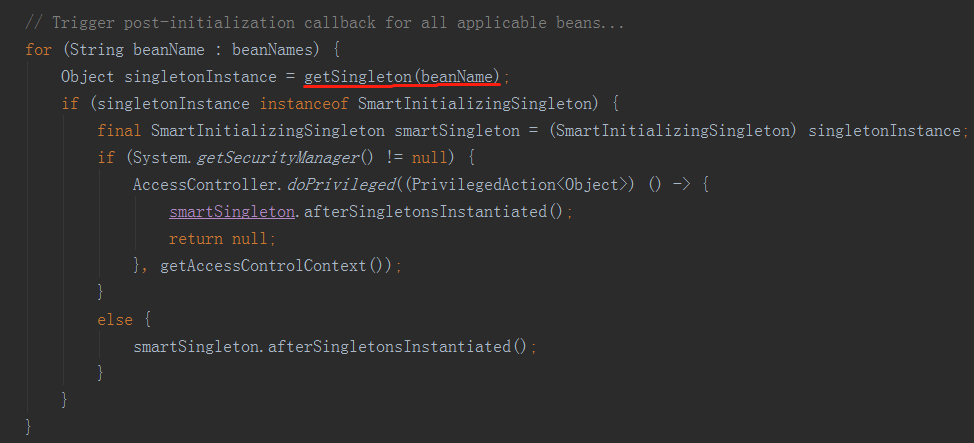 // Trigger post-initialization callback for all applicable beans...
for (String beanName : beanNames) {
Object singletonInstance = getSingleton(beanName);
if (singletonInstance instanceof SmartInitializingSingleton) {
final SmartInitializingSingleton smartSingleton = (SmartInitializingSingleton) singletonInstance;
if (System.getSecurityManager() != null) {
AccessController.doPrivileged((PrivilegedAction<Object>) () -> {
smartSingleton.afterSingletonsInstantiated();
return null;
}, getAccessControlContext());
}
else {
smartSingleton.afterSingletonsInstantiated();
}
}
}